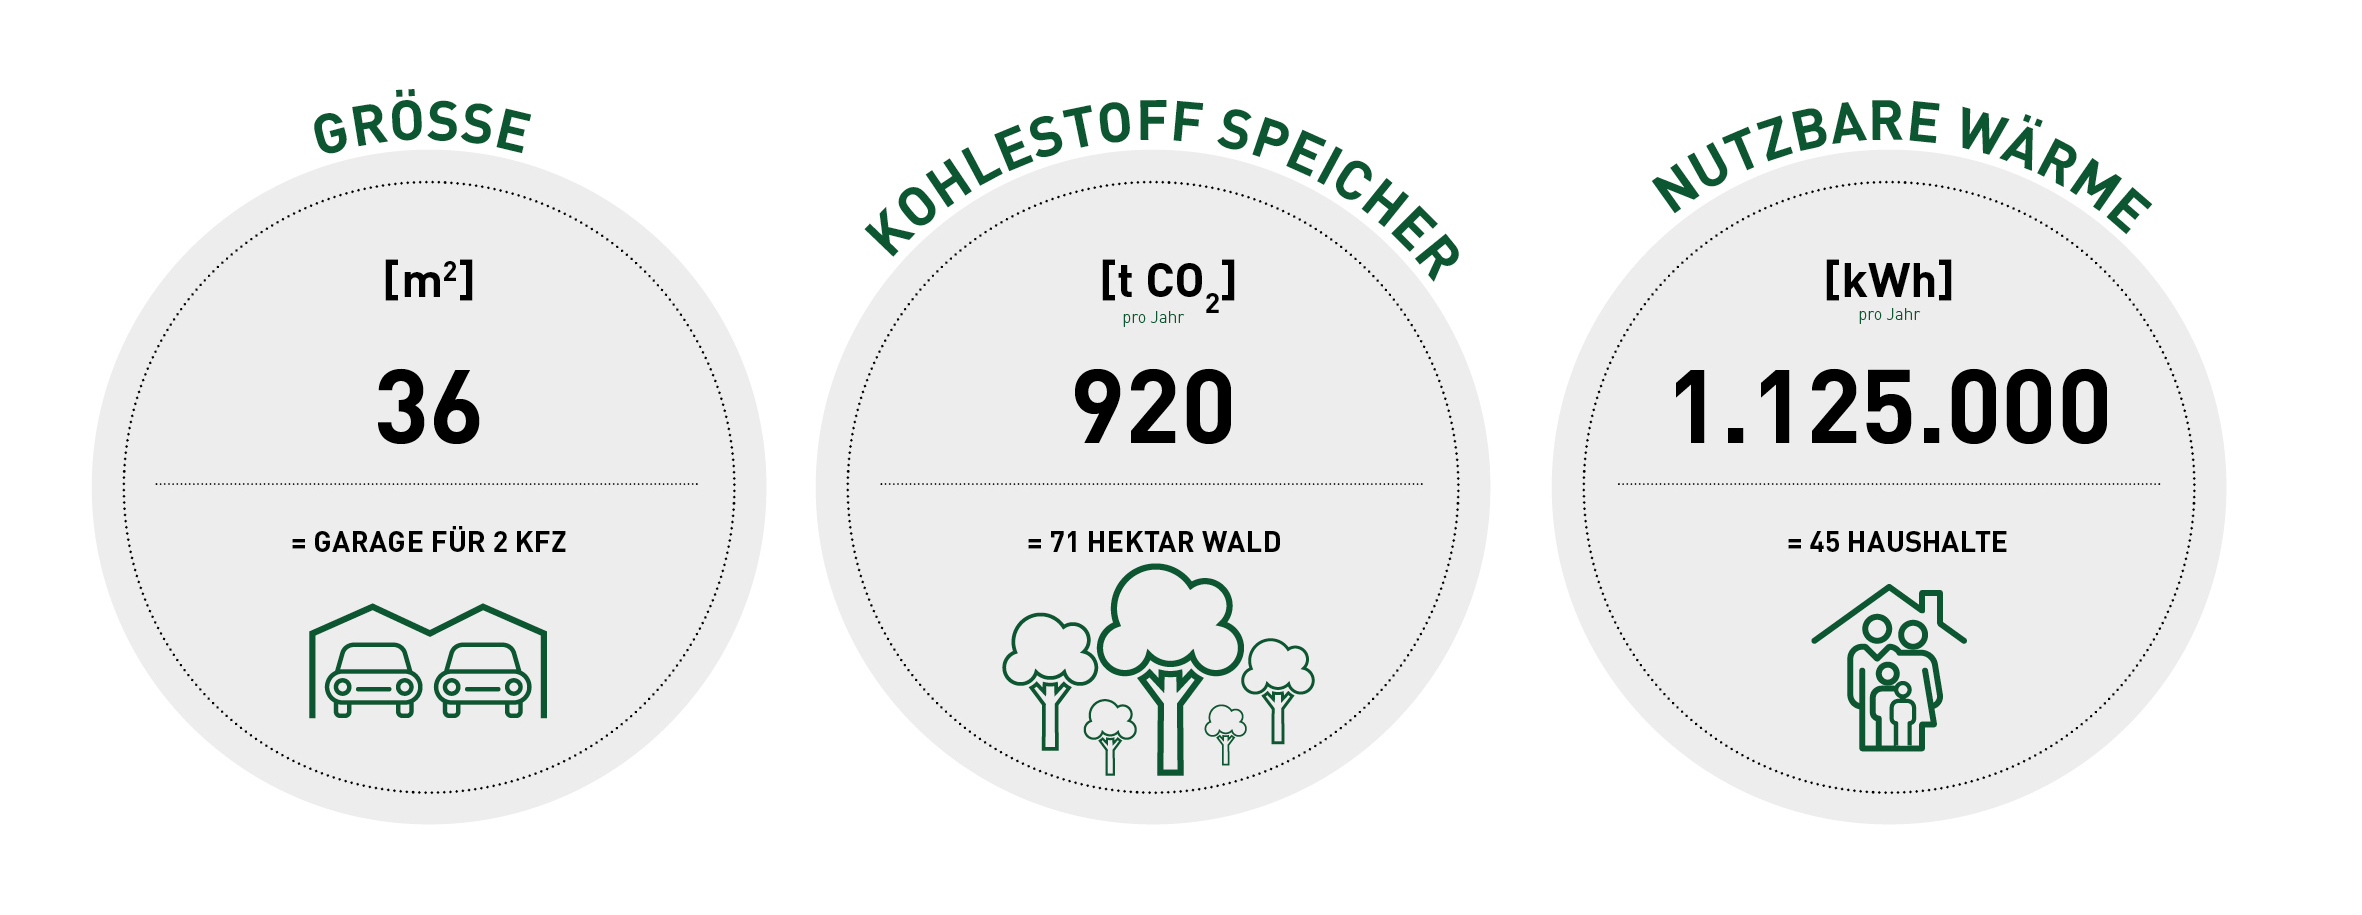 GRÖSSE
[m²]
36
= GARAGE FÜR 2 KFZ
KOHLESTOFF SPEICHER
[t CO₂]
pro Jahr
920
= 71 HEKTAR WALD
NUTZBARE WÄRME
[kWh]
pro Jahr
1.125.000
= 45 HAUSHALTE